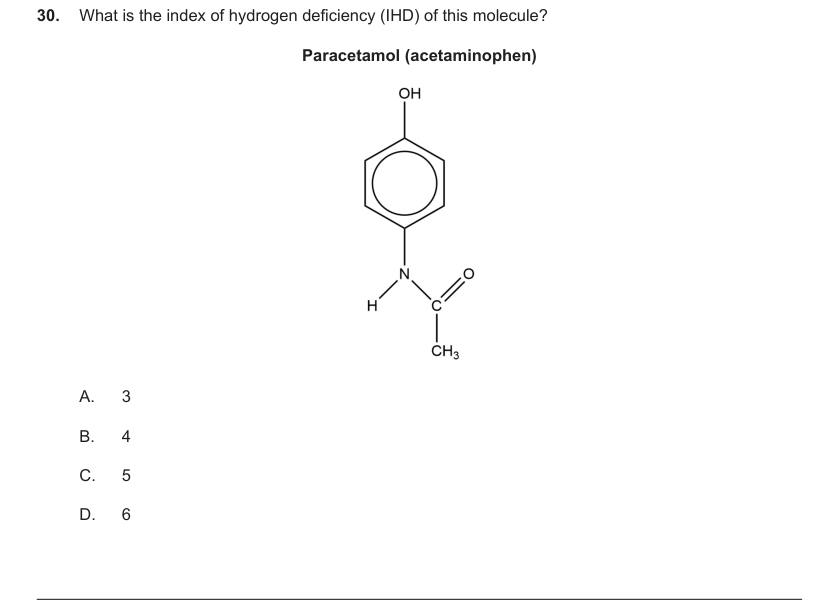 30. What is the index of hydrogen deficiency (IHD) of this molecule?
Paracetamol (acetaminophen)
OH
N
O
H
C
CH₃
A. 3
B. 4
C. 5
D. 6